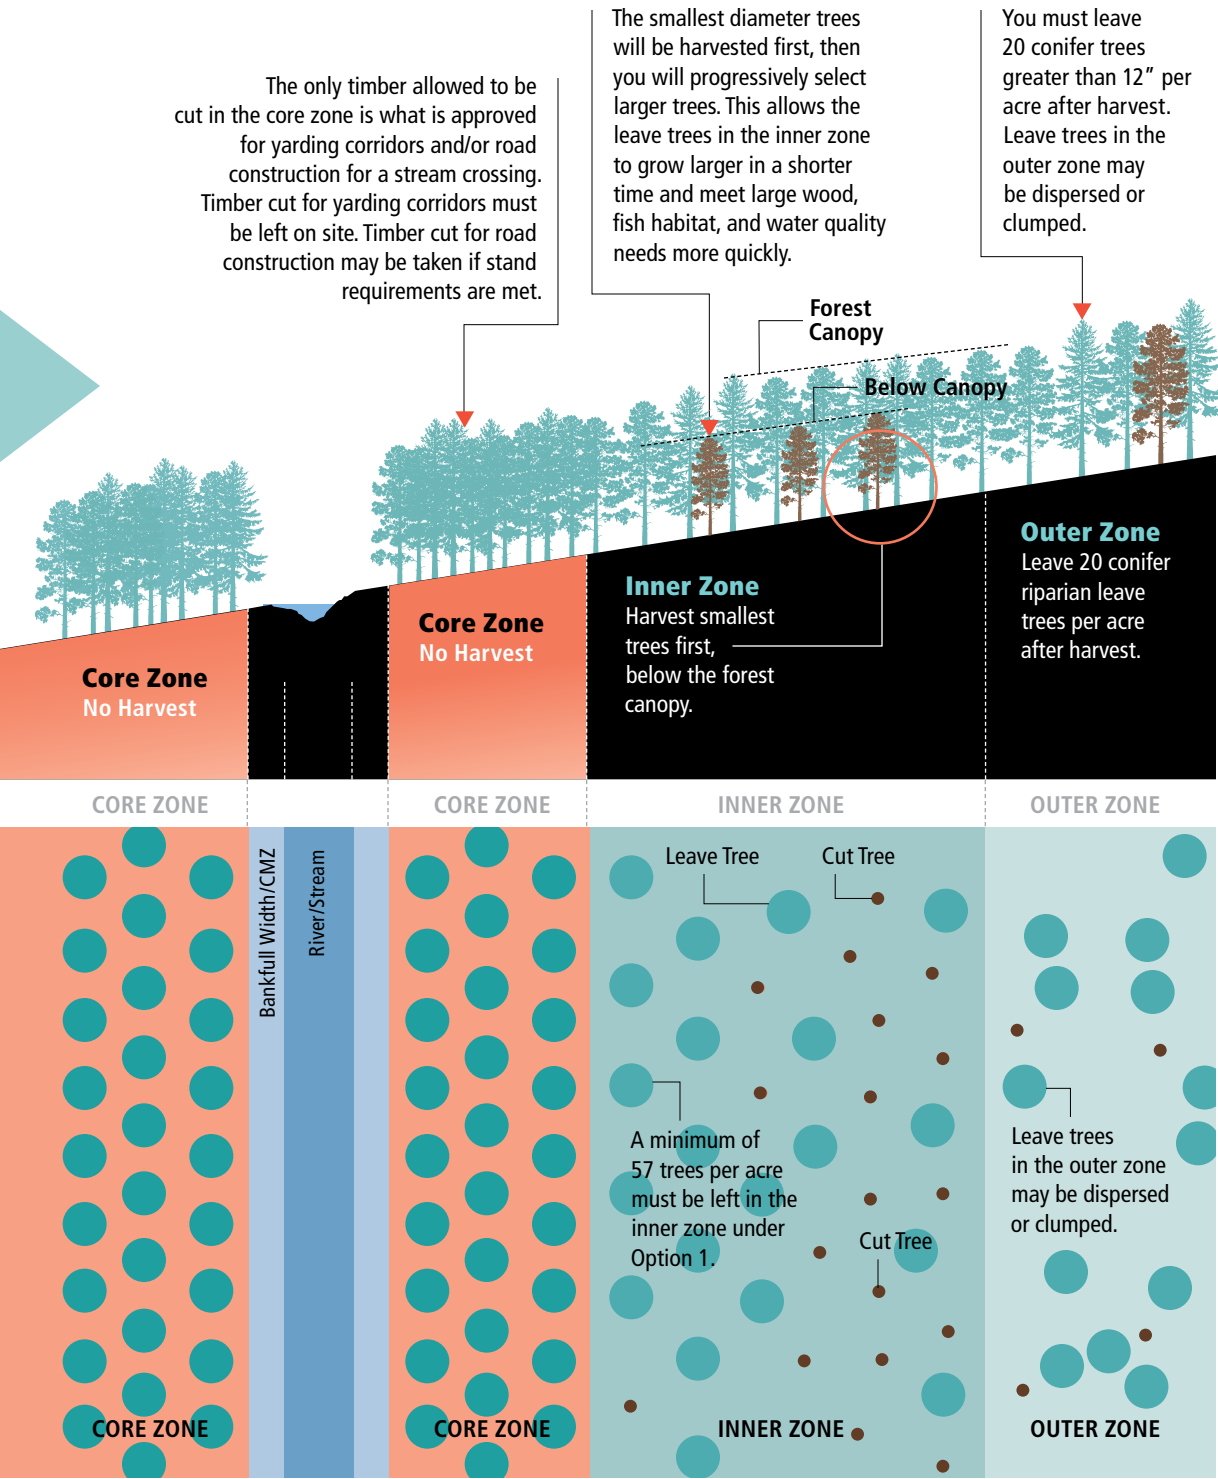 The only timber allowed to be
cut in the core zone is what is approved
for yarding corridors and/or road
construction for a stream crossing.
Timber cut for yarding corridors must
be left on site. Timber cut for road
construction may be taken if stand
requirements are met.
The smallest diameter trees
will be harvested first, then
you will progressively select
larger trees. This allows the
leave trees in the inner zone
to grow larger in a shorter
time and meet large wood,
fish habitat, and water quality
needs more quickly.
You must leave
20 conifer trees
greater than 12” per
acre after harvest.
Leave trees in the
outer zone may
be dispersed or
clumped.
Forest
Canopy
Below Canopy
Core Zone
No Harvest
Core Zone
No Harvest
Inner Zone
Harvest smallest
trees first,
below the forest
canopy.
Outer Zone
Leave 20 conifer
riparian leave
trees per acre
after harvest.
CORE ZONE
CORE ZONE
INNER ZONE
OUTER ZONE
Bankfull Width/CMZ
River/Stream
Leave Tree
Cut Tree
A minimum of
57 trees per acre
must be left in the
inner zone under
Option 1.
Cut Tree
Leave trees
in the outer zone
may be dispersed
or clumped.
CORE ZONE
CORE ZONE
INNER ZONE
OUTER ZONE